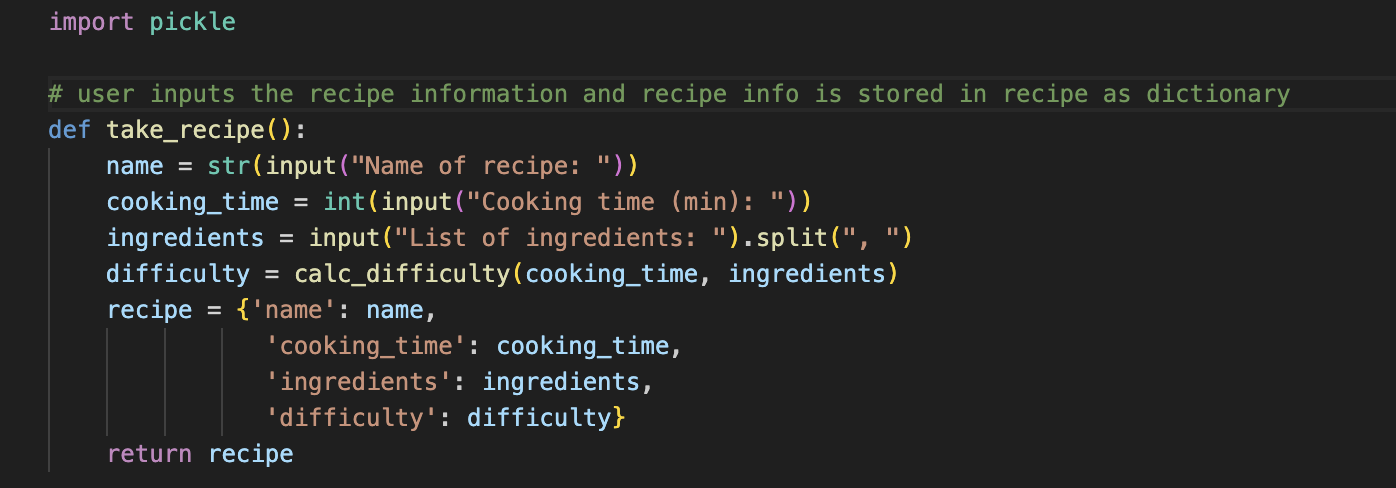 import pickle

# user inputs the recipe information and recipe info is stored in recipe as dictionary
def take_recipe():
    name = str(input("Name of recipe: "))
    cooking_time = int(input("Cooking time (min): "))
    ingredients = input("List of ingredients: ").split(", ")
    difficulty = calc_difficulty(cooking_time, ingredients)
    recipe = {'name': name,
               'cooking_time': cooking_time,
               'ingredients': ingredients,
               'difficulty': difficulty}
    return recipe